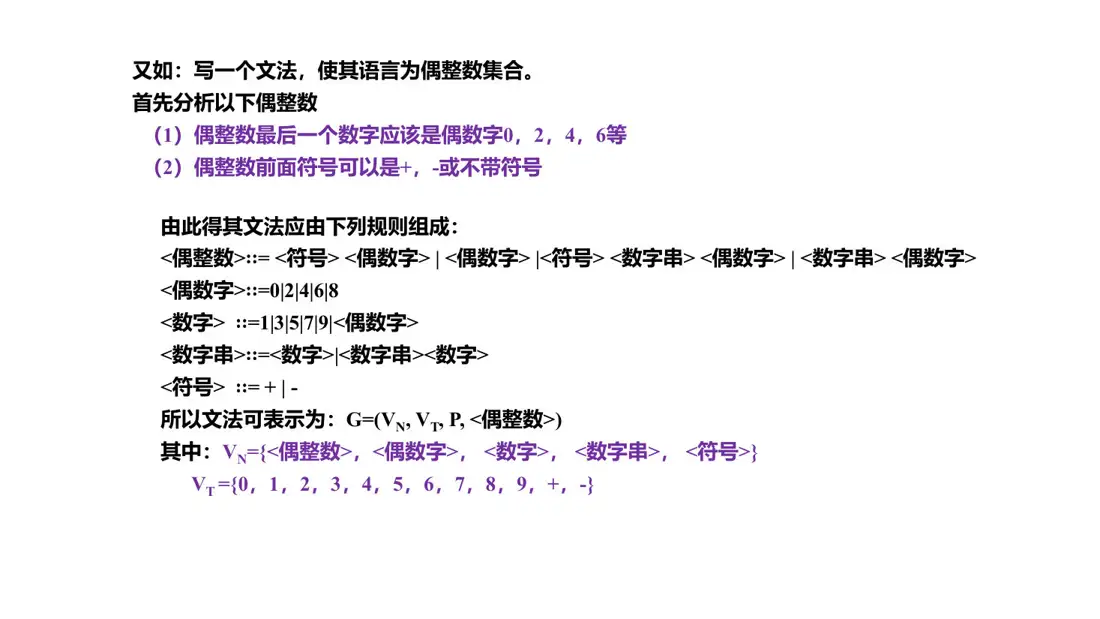 又如：写一个文法，使其语言为偶整数集合。
首先分析以下偶整数
（1）偶整数最后一个数字应该是偶数字0，2，4，6等
（2）偶整数前面符号可以是+，-或不带符号
由此得其文法应由下列规则组成：
<偶整数>::= <符号> <偶数字> | <偶数字> |<符号> <数字串> <偶数字> | <数字串> <偶数字>
<偶数字>::=0|2|4|6|8
<数字> ::=1|3|5|7|9|<偶数字>
<数字串>::=<数字>|<数字串><数字>
<符号> ::= + | -
所以文法可表示为：G=(VN, VT, P, <偶整数>)
其中：VN={<偶整数>，<偶数字>， <数字>， <数字串>， <符号>}
VT ={0，1，2，3，4，5，6，7，8，9，+，-}